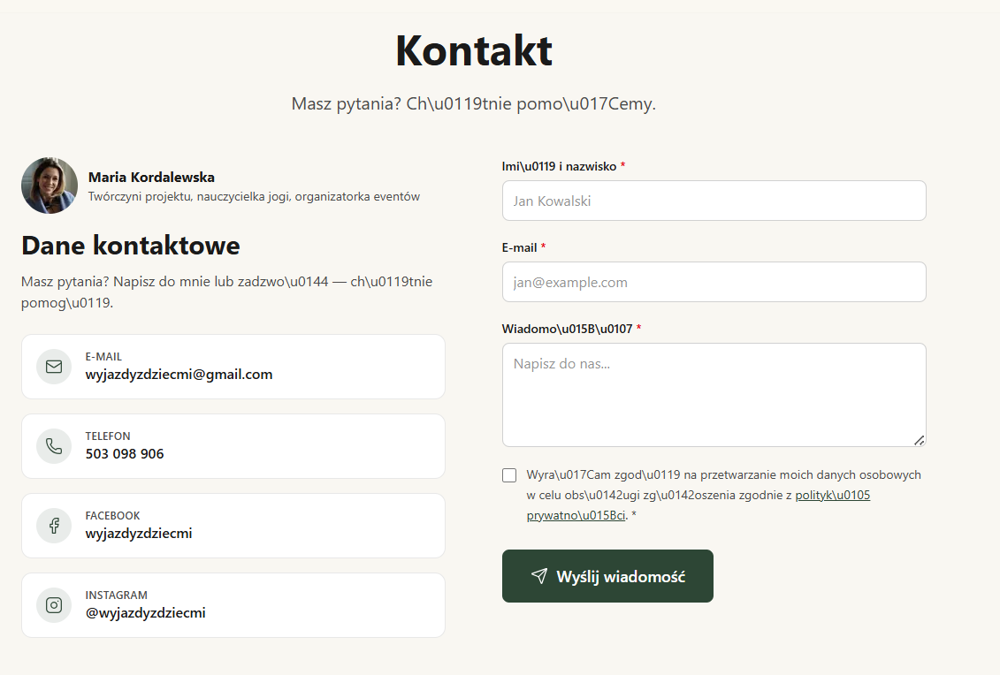 Kontakt
Masz pytania? Ch\u0119tnie pomo\u017Cemy.
Maria Kordalewska
Twórczyni projektu, nauczycielka jogi, organizatorka eventów
Dane kontaktowe
Masz pytania? Napisz do mnie lub zadzwo\u0144 — ch\u0119tnie
pomog\u0119.
E-MAIL
wyjazdyzdziecmi@gmail.com
TELEFON
503 098 906
FACEBOOK
wyjazdyzdziecmi
INSTAGRAM
@wyjazdyzdziecmi
Imi\u0119 i nazwisko *
Jan Kowalski
E-mail *
jan@example.com
Wiadomo\u015B\u0107 *
Napisz do nas...
Wyra\u017Cam zgod\u0119 na przetwarzanie moich danych osobowych
w celu obs\u0142ugi zg\u0142oszenia zgodnie z polityk\u0105
prywatno\u015Bci. *
Wyślij wiadomość